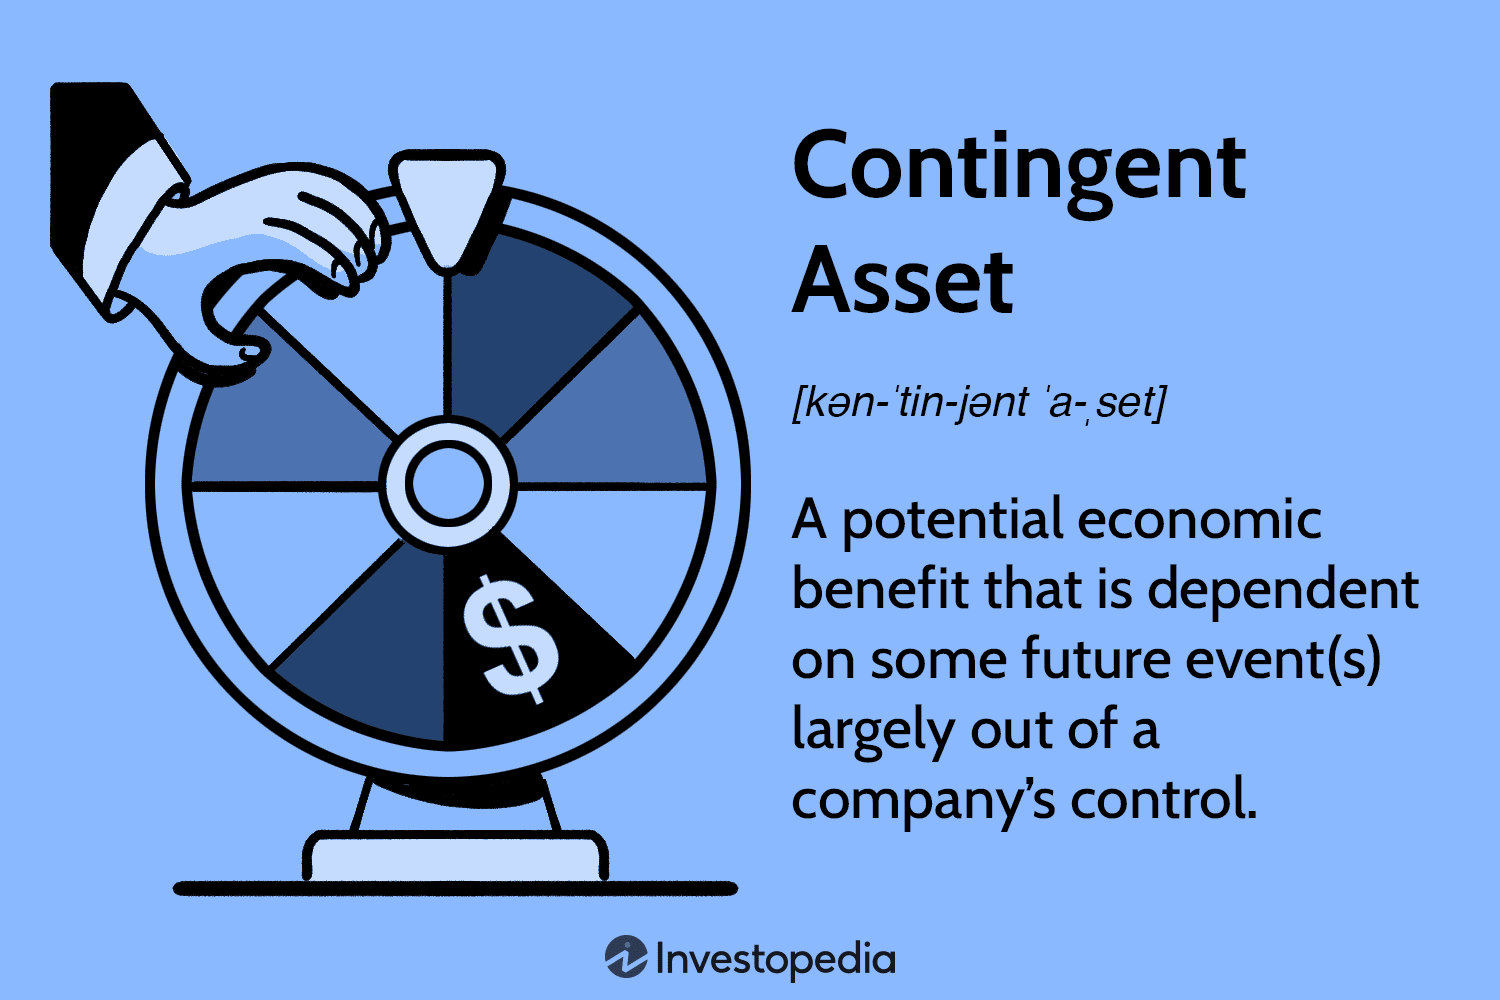 Contingent
Asset
[kən-ˈtin-jənt ˈa-ˌset]
A potential economic
benefit that is dependent
on some future event(s)
largely out of a
company’s control.
$
Investopedia